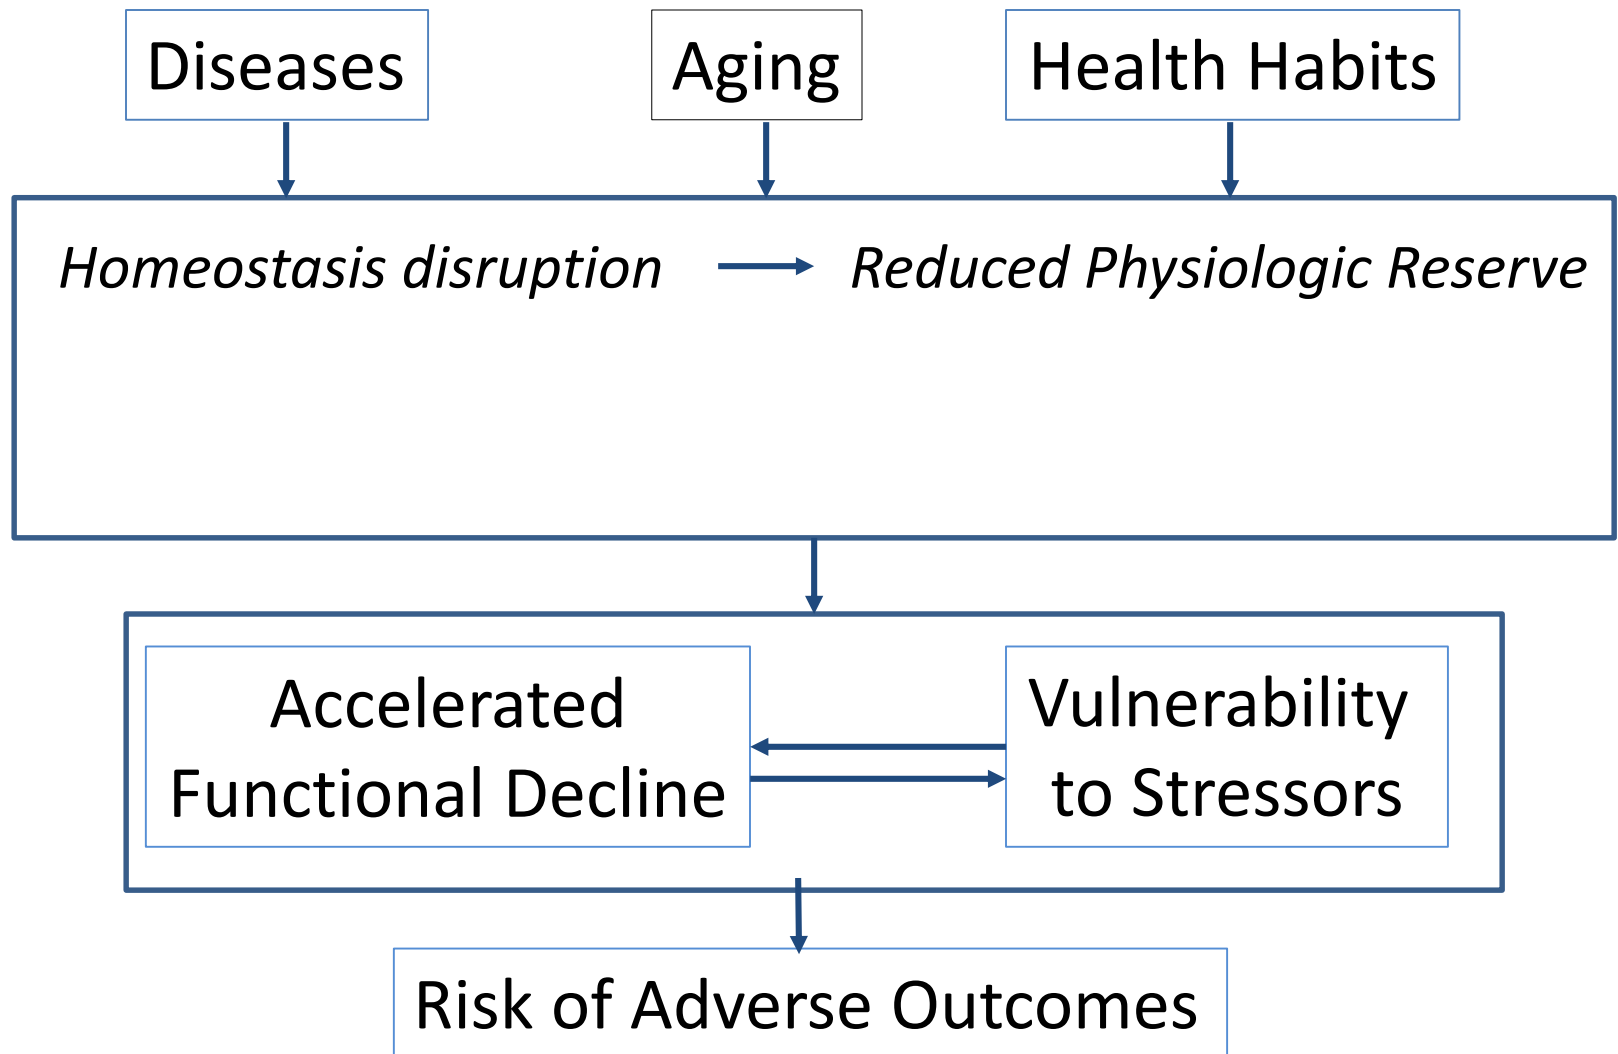 Diseases
Aging
Health Habits
Homeostasis disruption
Reduced Physiologic Reserve
Accelerated
Functional Decline
Vulnerability
to Stressors
Risk of Adverse Outcomes